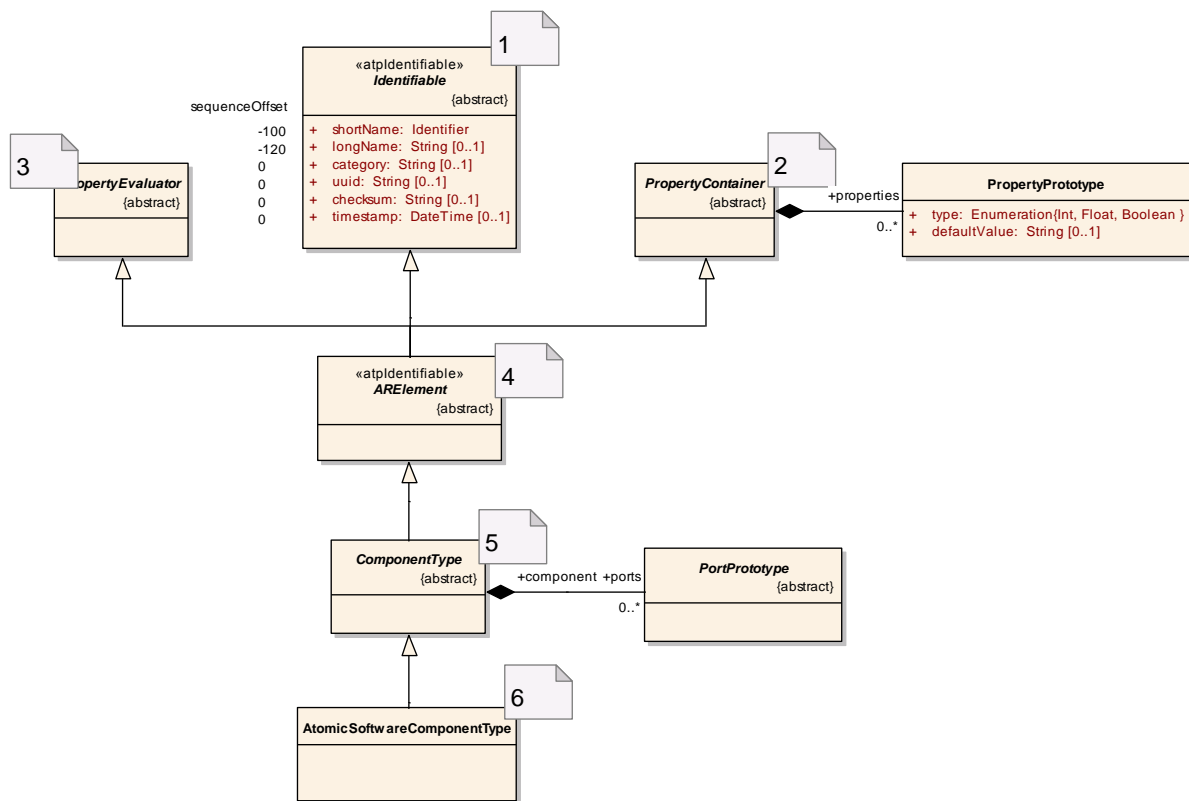 1
«atpIdentifiable»
Identifiable
{abstract}
sequenceOffset
-100
-120
0
0
0
0
+ shortName: Identifier
+ longName: String [0..1]
+ category: String [0..1]
+ uuid: String [0..1]
+ checksum: String [0..1]
+ timestamp: DateTime [0..1]
3
ropertyEvaluator
{abstract}
2
PropertyContainer
{abstract}
+properties
0..*
PropertyPrototype
+ type: Enumeration{Int, Float, Boolean }
+ defaultValue: String [0..1]
«atpIdentifiable»
ARElement
{abstract}
4
ComponentType
{abstract}
5
+component +ports
0..*
PortPrototype
{abstract}
6
AtomicSoftwareComponentType